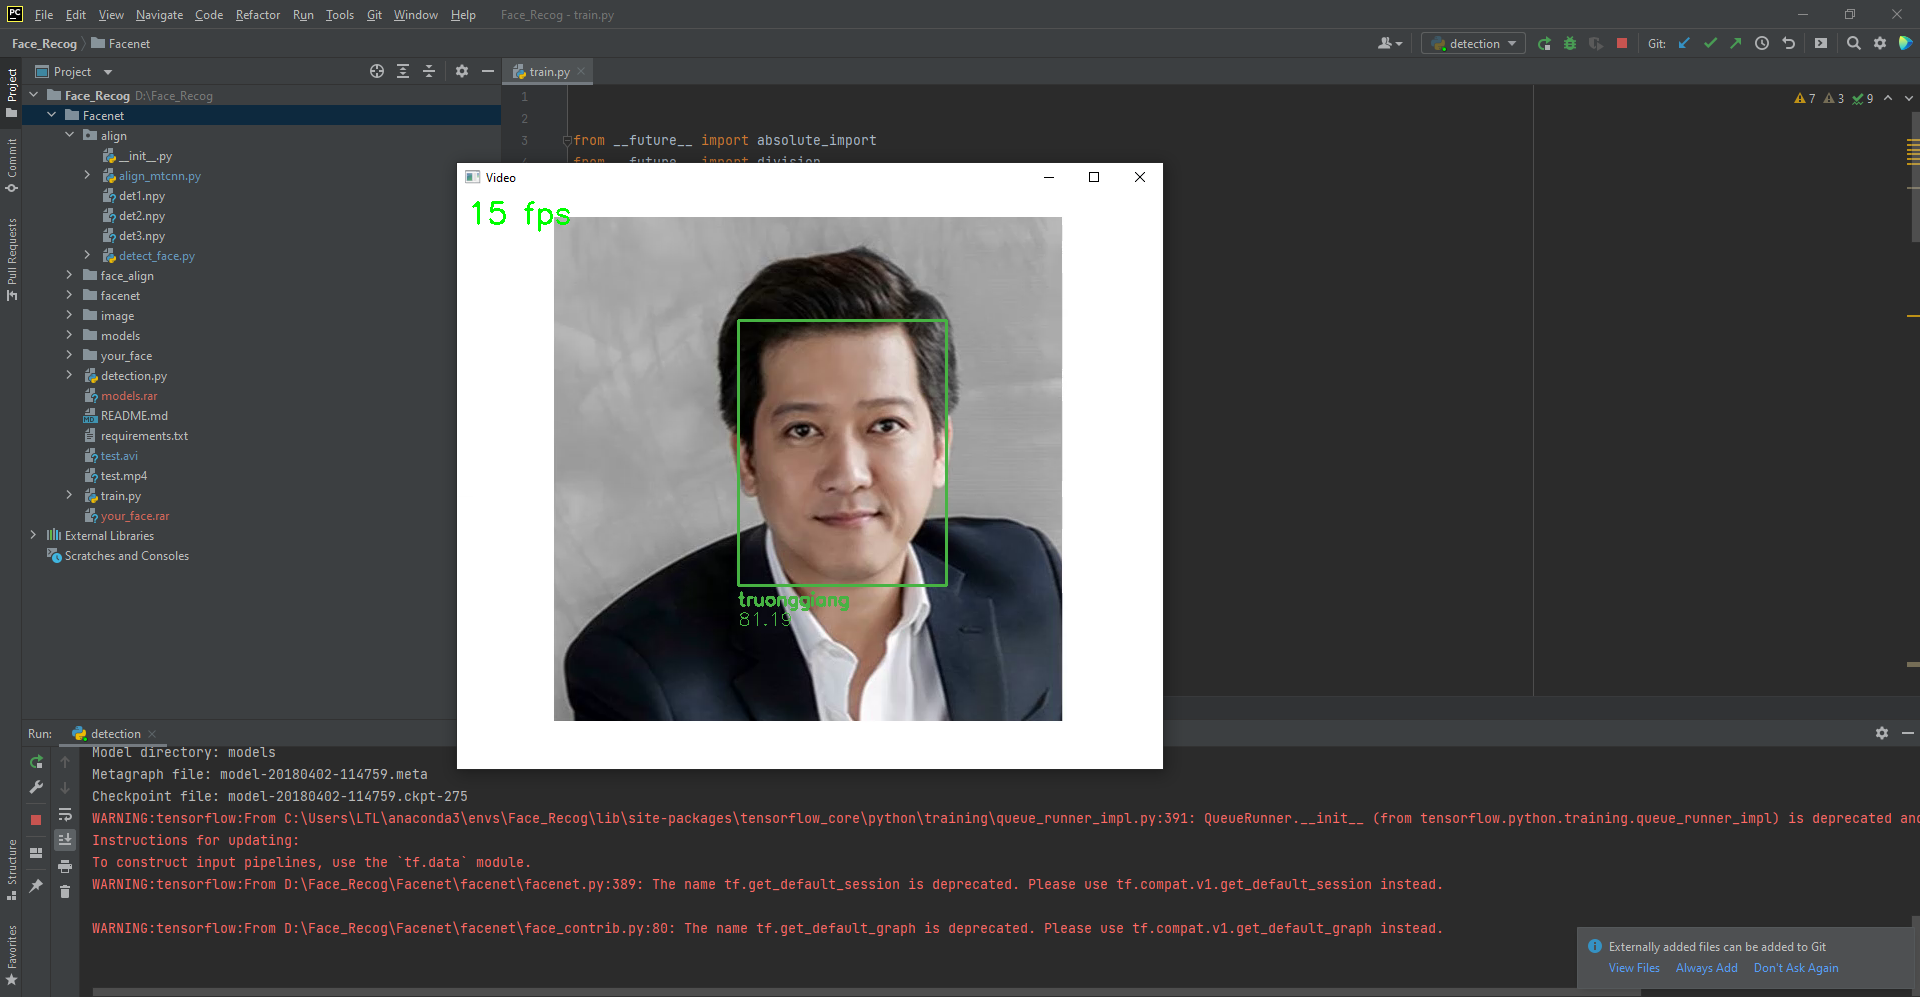 PC File Edit View Navigate Code Refactor Run Tools Git Window Help Face_Recog - train.py
Face_Recog Facenet detection Git:
Project train.py
Project
Commit
Pull Requests
Structure
Favorites
Face_Recog D:\Face_Recog
Facenet
align
__init__.py
align_mtcnn.py
det1.npy
det2.npy
det3.npy
detect_face.py
face_align
facenet
image
models
your_face
detection.py
models.rar
README.md
requirements.txt
test.avi
test.mp4
train.py
your_face.rar
External Libraries
Scratches and Consoles
7 3 9
1
2
3 from __future__ import absolute_import
from __future__ import division
Video
15 fps
truonggiang
81.19
Run: detection
Model directory: models
Metagraph file: model-20180402-114759.meta
Checkpoint file: model-20180402-114759.ckpt-275
WARNING:tensorflow:From C:\Users\LTL\anaconda3\envs\Face_Recog\lib\site-packages\tensorflow_core\python\training\queue_runner_impl.py:391: QueueRunner.__init__ (from tensorflow.python.training.queue_runner_impl) is deprecated and
Instructions for updating:
To construct input pipelines, use the `tf.data` module.
WARNING:tensorflow:From D:\Face_Recog\Facenet\facenet\facenet.py:389: The name tf.get_default_session is deprecated. Please use tf.compat.v1.get_default_session instead.
WARNING:tensorflow:From D:\Face_Recog\Facenet\facenet\face_contrib.py:80: The name tf.get_default_graph is deprecated. Please use tf.compat.v1.get_default_graph instead.
Externally added files can be added to Git
View Files Always Add Don't Ask Again